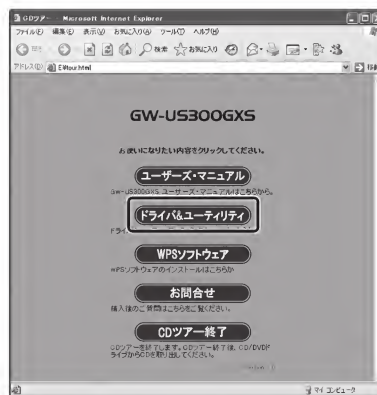 CDツアー - Microsoft Internet Explorer
ファイル(F) 編集(E) 表示(V) お気に入り(A) ツール(T) ヘルプ(H)
検索 お気に入り
アドレス(D) E:¥tour.html 移動
GW-US300GXS
お使いになりたい内容をクリックしてください。
ユーザーズ・マニュアル
GW-US300GXS ユーザーズ・マニュアルはこちらから。
ドライバ&ユーティリティ
WPSソフトウェア
WPSソフトウェアのインストールはこちらから
お問合せ
購入後のご質問はこちらをご覧ください。
CDツアー終了
CDツアーを終了します。CDツアー終了後、CD/DVDド
ライブからCDを取り出してください。
マイ コンピュータ